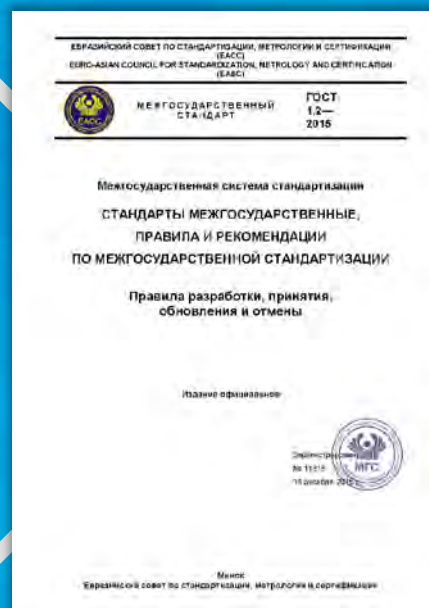 ЕВРАЗИЙСКИЙ СОВЕТ ПО СТАНДАРТИЗАЦИИ, МЕТРОЛОГИИ И СЕРТИФИКАЦИИ
(ЕАСС)
EURO-ASIAN COUNCIL FOR STANDARDIZATION, METROLOGY AND CERTIFICATION
(EASC)
ЕАСС
МЕЖГОСУДАРСТВЕННЫЙ
СТАНДАРТ
ГОСТ
1.2—
2015
Межгосударственная система стандартизации
СТАНДАРТЫ МЕЖГОСУДАРСТВЕННЫЕ,
ПРАВИЛА И РЕКОМЕНДАЦИИ
ПО МЕЖГОСУДАРСТВЕННОЙ СТАНДАРТИЗАЦИИ
Правила разработки, принятия,
обновления и отмены
Издание официальное
МГС
Минск
Евразийский совет по стандартизации, метрологии и сертификации